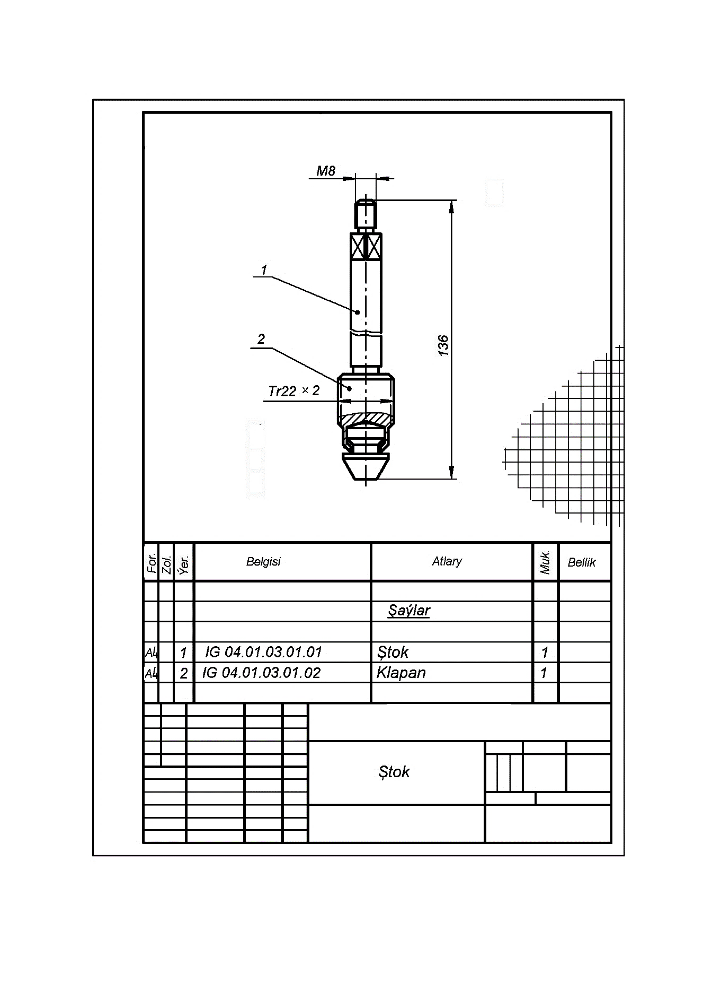 M8
1
2
136
Tr22 × 2
For. Zol. Ýer. Belgisi Atlary Muk. Bellik
Şaýlar
A4 1 IG 04.01.03.01.01 Ştok 1
A4 2 IG 04.01.03.01.02 Klapan 1
Ştok